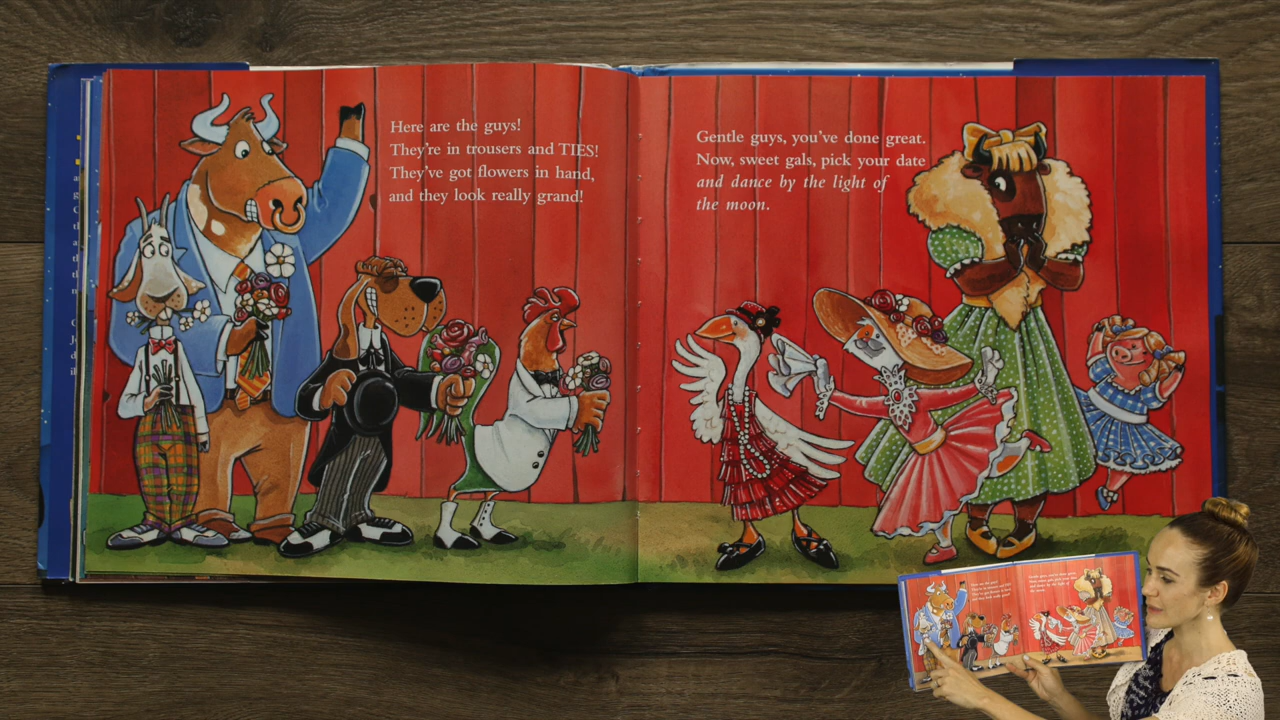 Here are the guys!
They're in trousers and TIES!
They've got flowers in hand,
and they look really grand!
Gentle guys, you've done great.
Now, sweet gals, pick your date
and dance by the light of
the moon.